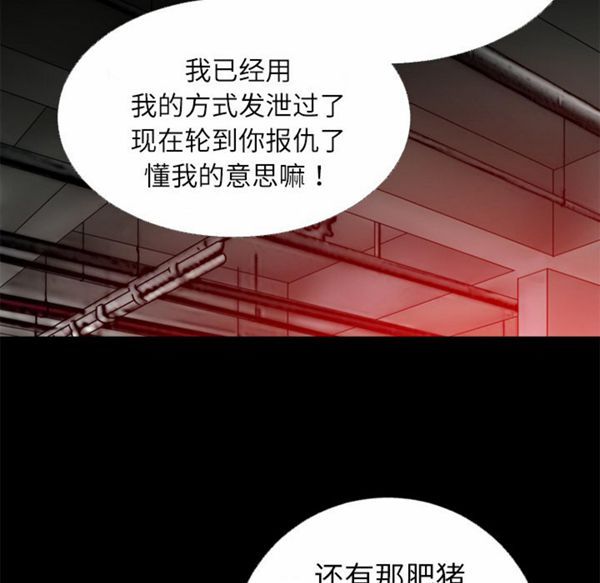 我已经用
我的方式发泄过了
现在轮到你报仇了
懂我的意思嘛！
还有那肥猪